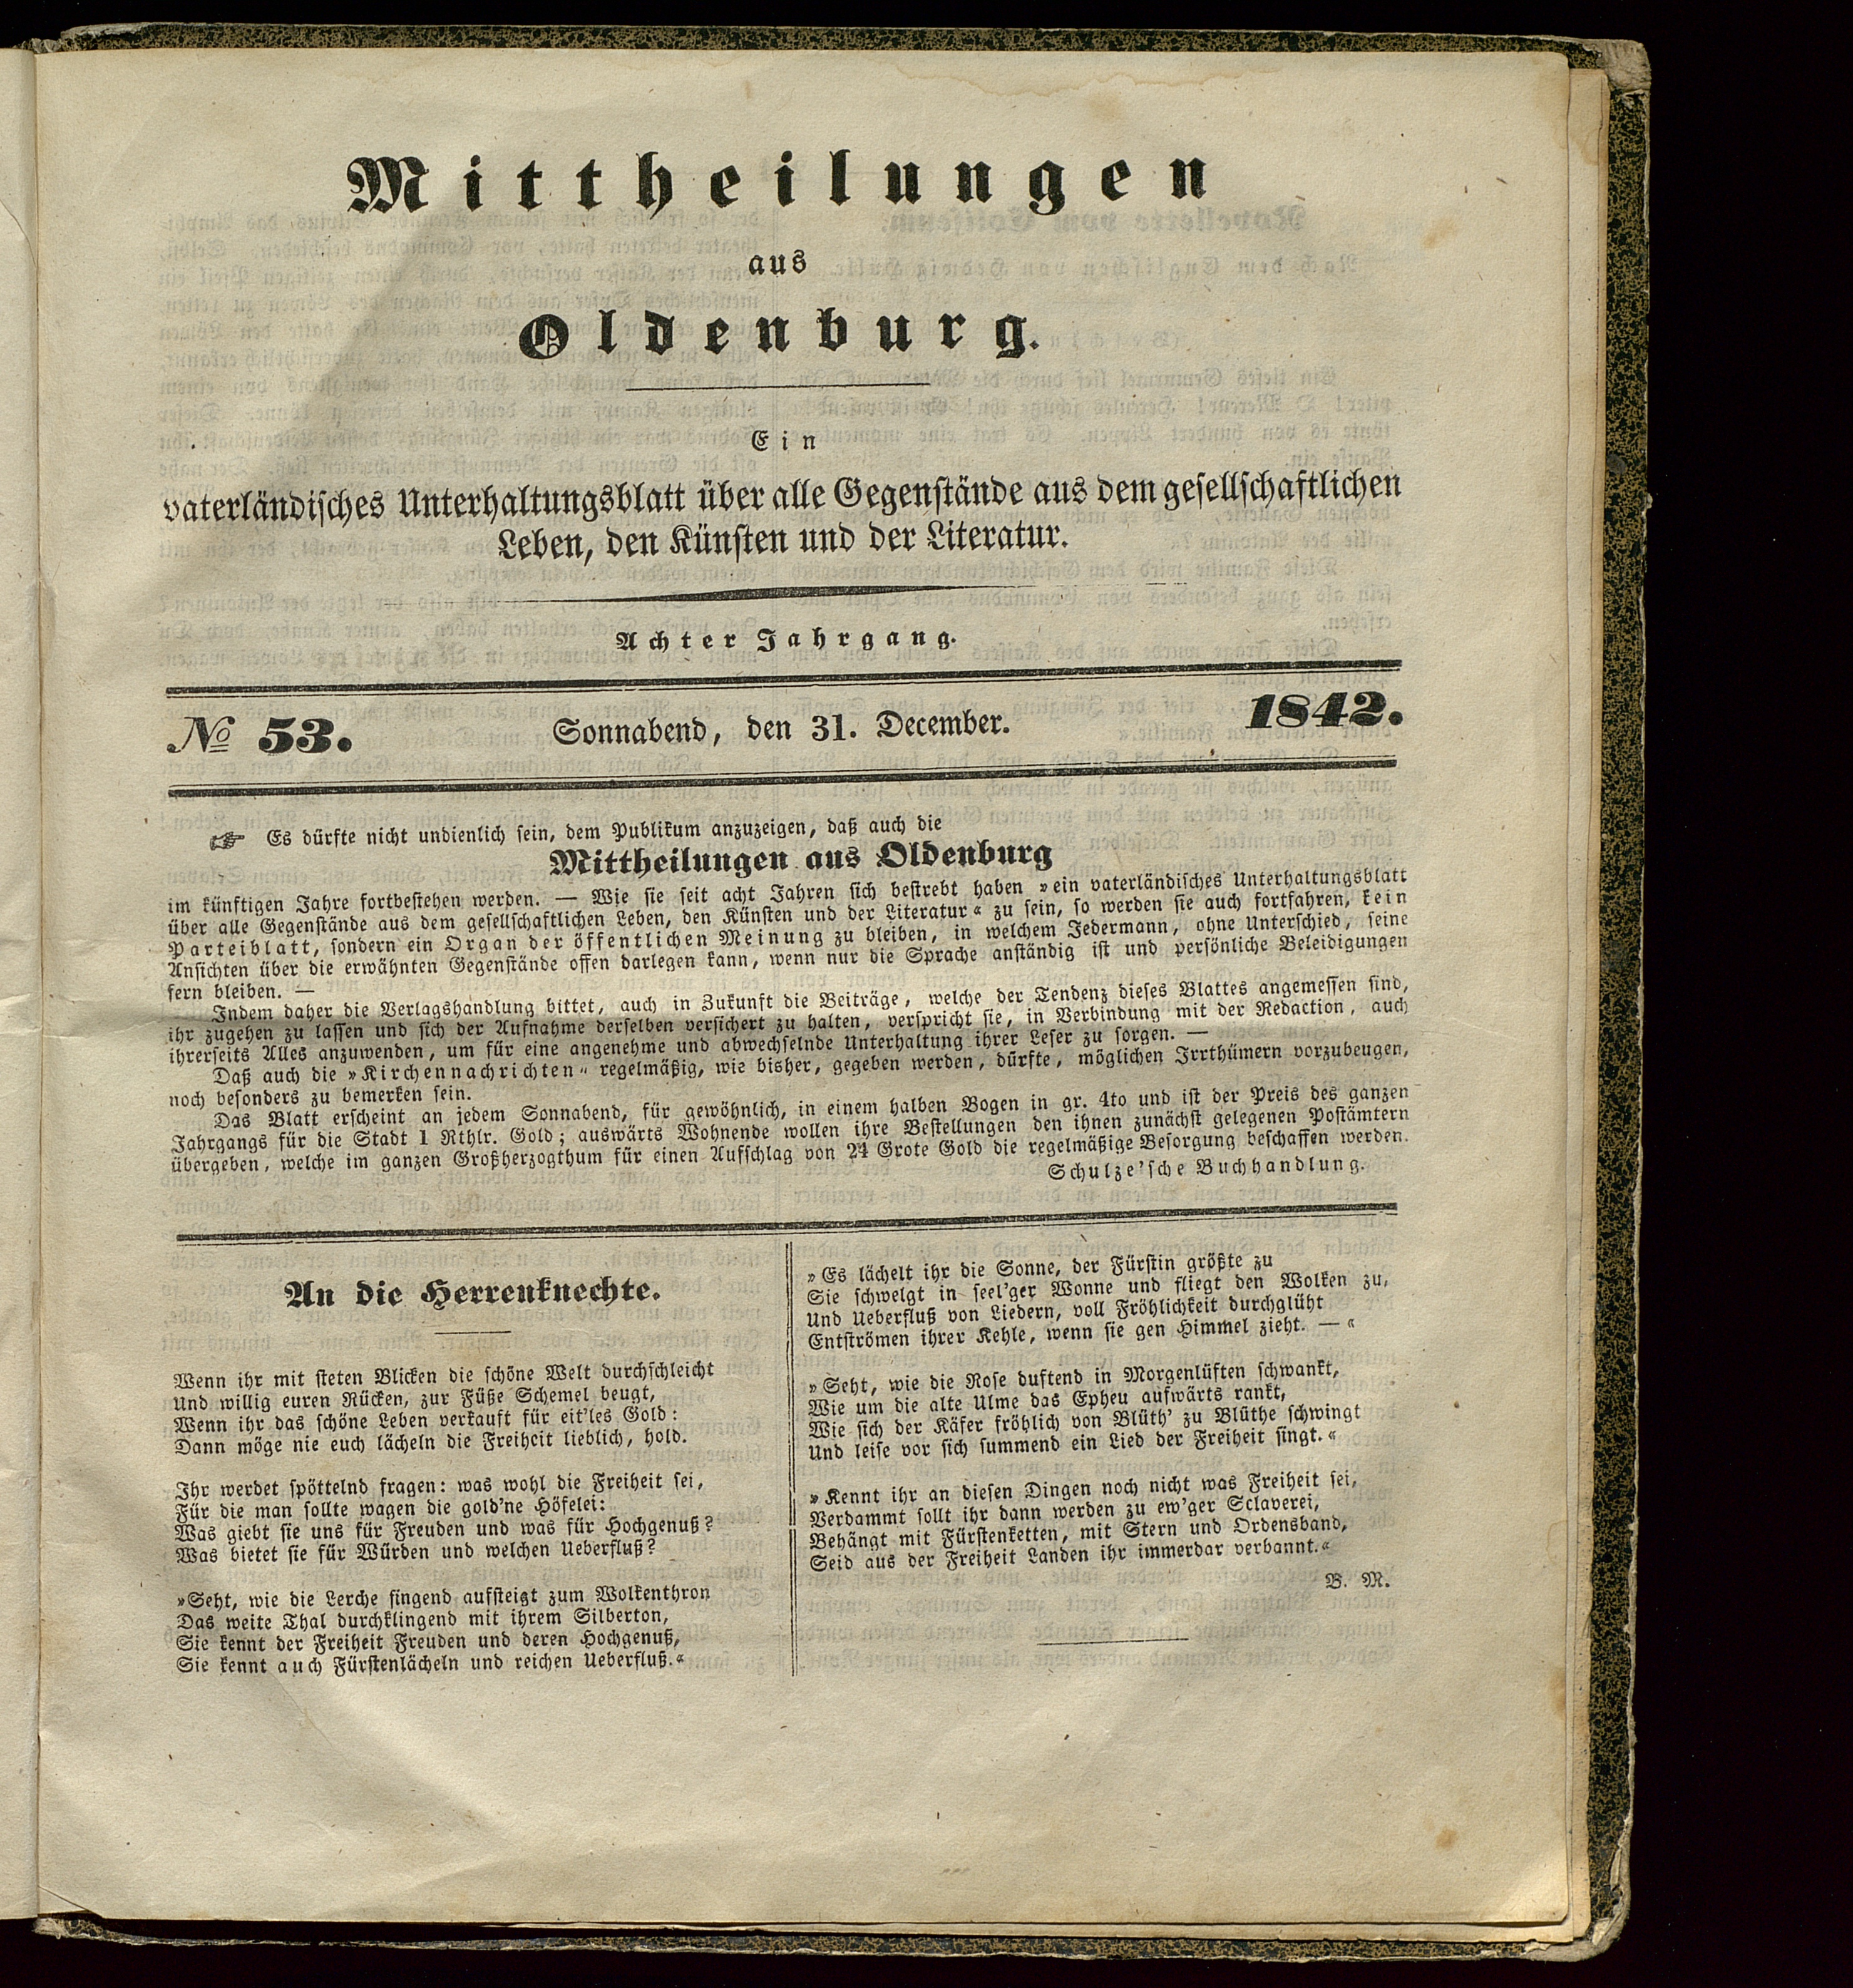 Mittheilungen
aus
Oldenburg.
Ein
vaterländisches Unterhaltungsblatt über alle Gegenstände aus dem gesellschaftlichen
Leben, den Künsten und der Literatur.
Achter Jahrgang.
№ 53.
Sonnabend, den 31. December.
1842.
☞ Es dürfte nicht undienlich sein, dem Publikum anzuzeigen, daß auch die
Mittheilungen aus Oldenburg
im künftigen Jahre fortbestehen werden. — Wie sie seit acht Jahren sich bestrebt haben »ein vaterländisches Unterhaltungsblatt
über alle Gegenstände aus dem gesellschaftlichen Leben, den Künsten und der Literatur« zu sein, so werden sie auch fortfahren, kein
Parteiblatt, sondern ein Organ der öffentlichen Meinung zu bleiben, in welchem Jedermann, ohne Unterschied, seine
Ansichten über die erwähnten Gegenstände offen darlegen kann, wenn nur die Sprache anständig ist und persönliche Beleidigungen
fern bleiben. —
Indem daher die Verlagshandlung bittet, auch in Zukunft die Beiträge, welche der Tendenz dieses Blattes angemessen sind,
ihr zugehen zu lassen und sich der Aufnahme derselben versichert zu halten, verspricht sie, in Verbindung mit der Redaction, auch
ihrerseits Alles anzuwenden, um für eine angenehme und abwechselnde Unterhaltung ihrer Leser zu sorgen. —
Daß auch die »Kirchennachrichten« regelmäßig, wie bisher, gegeben werden, dürfte, möglichen Irrthümern vorzubeugen,
noch besonders zu bemerken sein.
Das Blatt erscheint an jedem Sonnabend, für gewöhnlich, in einem halben Bogen in gr. 4to und ist der Preis des ganzen
Jahrgangs für die Stadt 1 Rthlr. Gold; auswärts Wohnende wollen ihre Bestellungen den ihnen zunächst gelegenen Postämtern
übergeben, welche im ganzen Großherzogthum für einen Aufschlag von 24 Grote Gold die regelmäßige Besorgung beschaffen werden.
Schulze'sche Buchhandlung.
An die Herrenknechte.
Wenn ihr mit steten Blicken die schöne Welt durchschleicht
Und willig euren Rücken, zur Füße Schemel beugt,
Wenn ihr das schöne Leben verkauft für eit'les Gold:
Dann möge nie euch lächeln die Freiheit lieblich, hold.
Ihr werdet spöttelnd fragen: was wohl die Freiheit sei,
Für die man sollte wagen die gold'ne Höfelei:
Was giebt sie uns für Freuden und was für Hochgenuß?
Was bietet sie für Würden und welchen Ueberfluß?
»Seht, wie die Lerche singend aufsteigt zum Wolkenthron
Das weite Thal durchklingend mit ihrem Silberton,
Sie kennt der Freiheit Freuden und deren Hochgenuß,
Sie kennt auch Fürstenlächeln und reichen Ueberfluß.«
»Es lächelt ihr die Sonne, der Fürstin größte zu
Sie schwelgt in seel'ger Wonne und fliegt den Wolken zu,
Und Ueberfluß von Liedern, voll Fröhlichkeit durchglüht
Entströmen ihrer Kehle, wenn sie gen Himmel zieht. — «
»Seht, wie die Rose duftend in Morgenlüften schwankt,
Wie um die alte Ulme das Epheu aufwärts rankt,
Wie sich der Käfer fröhlich von Blüth' zu Blüthe schwingt
Und leise vor sich summend ein Lied der Freiheit singt.«
»Kennt ihr an diesen Dingen noch nicht was Freiheit sei,
Verdammt sollt ihr dann werden zu ew'ger Sclaverei,
Behängt mit Fürstenketten, mit Stern und Ordensband,
Seid aus der Freiheit Landen ihr immerdar verbannt.«
B. M.